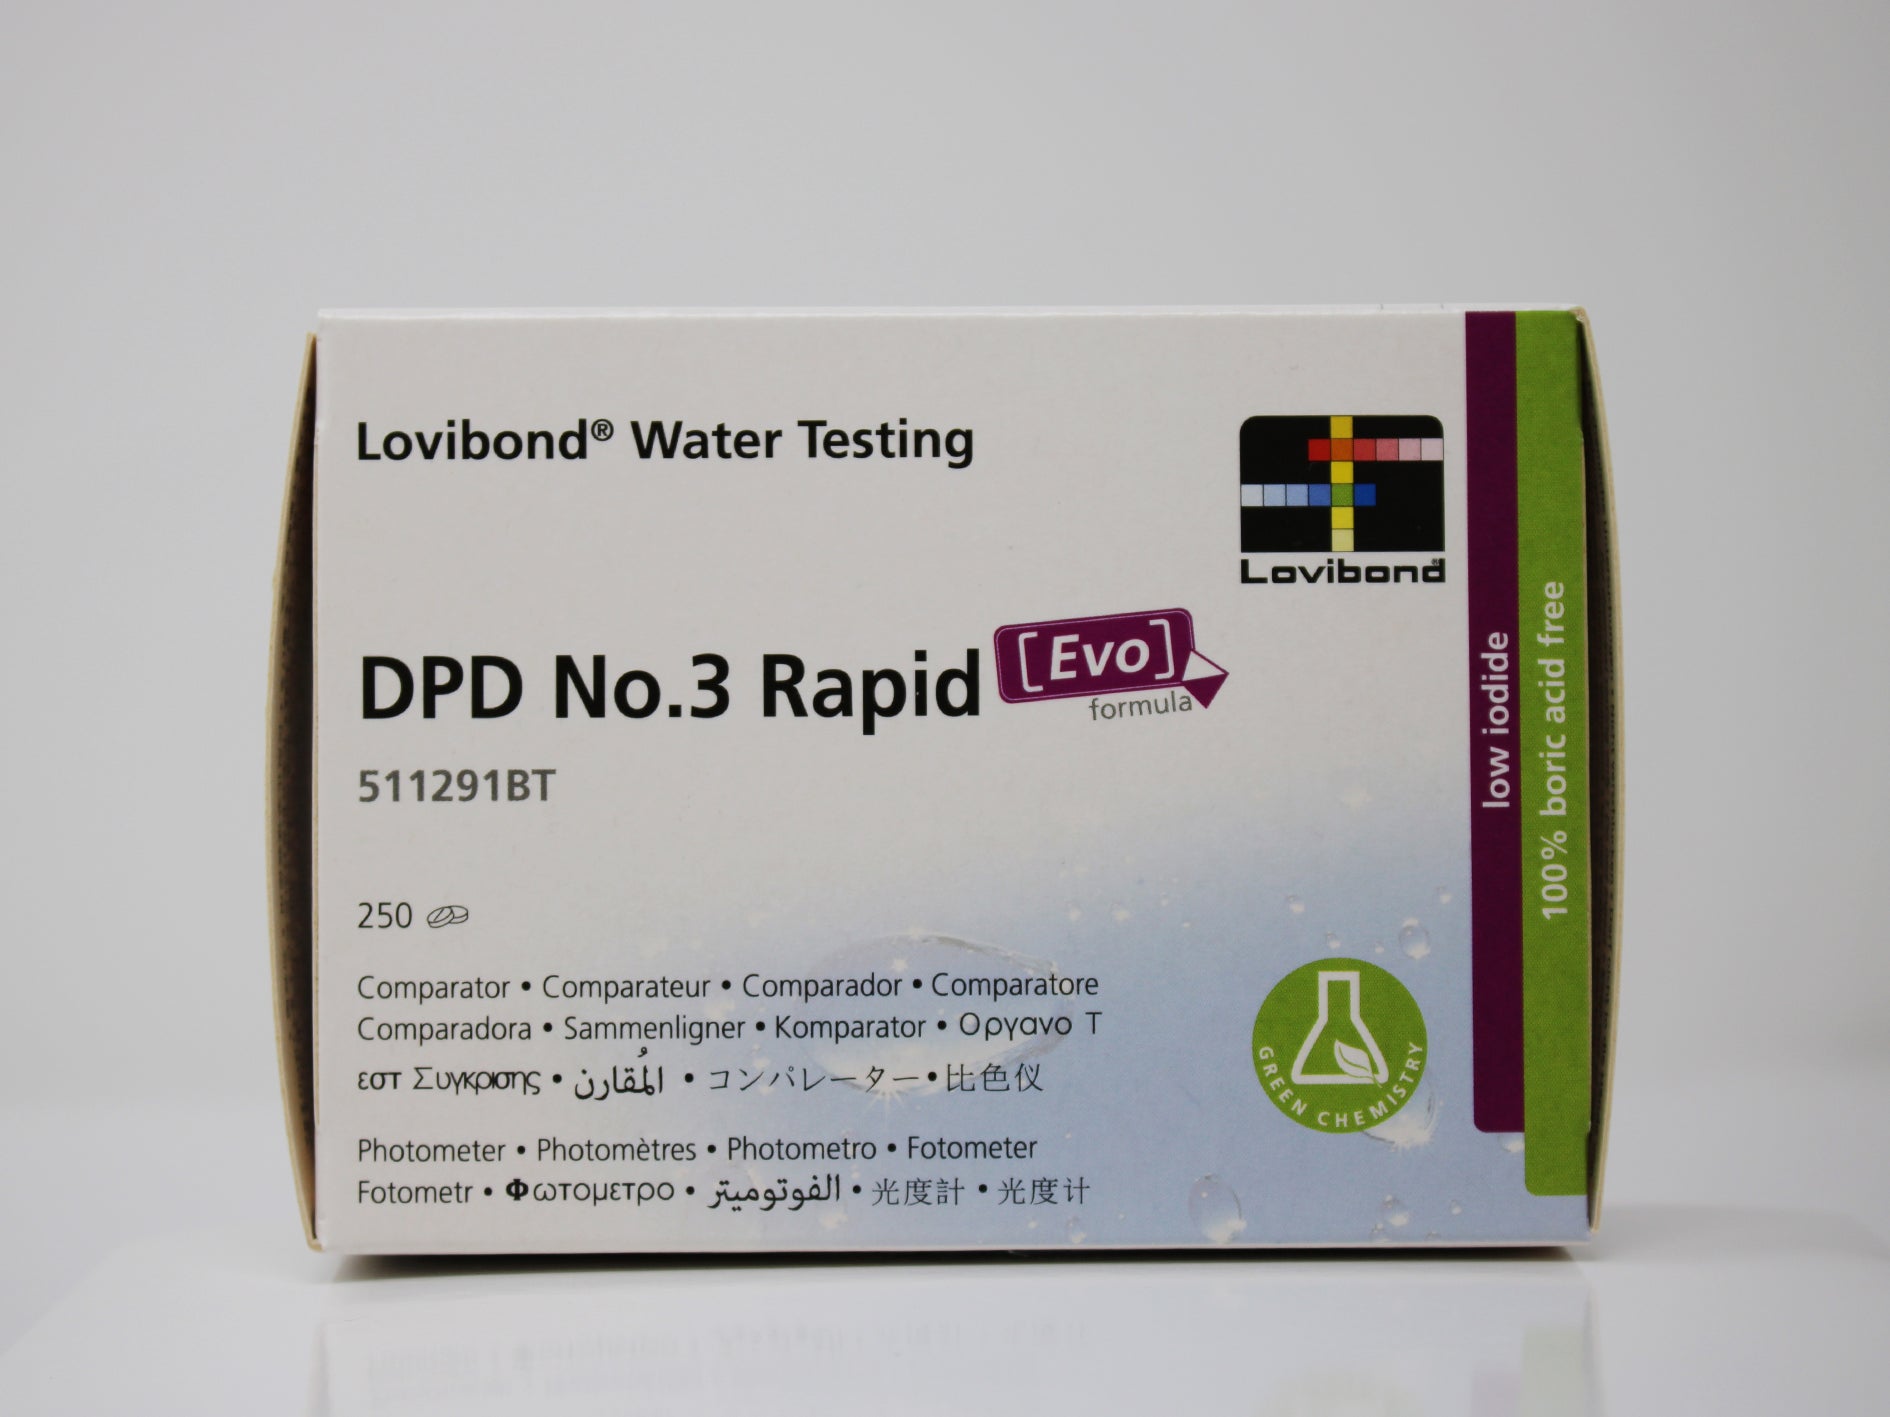 Lovibond® Water Testing
Lovibond®
DPD No.3 Rapid
[Evo]
formula
511291BT
250
Comparator • Comparateur • Comparador • Comparatore
Comparadora • Sammenligner • Komparator • Οργανο Τ
εστ Συγκρισης • المُقارن • コンパレーター • 比色仪
Photometer • Photomètres • Photometro • Fotometer
Fotometr • Φωτομετρο • الفوتوميتر • 光度計 • 光度计
GREEN CHEMISTRY
low iodide
100% boric acid free